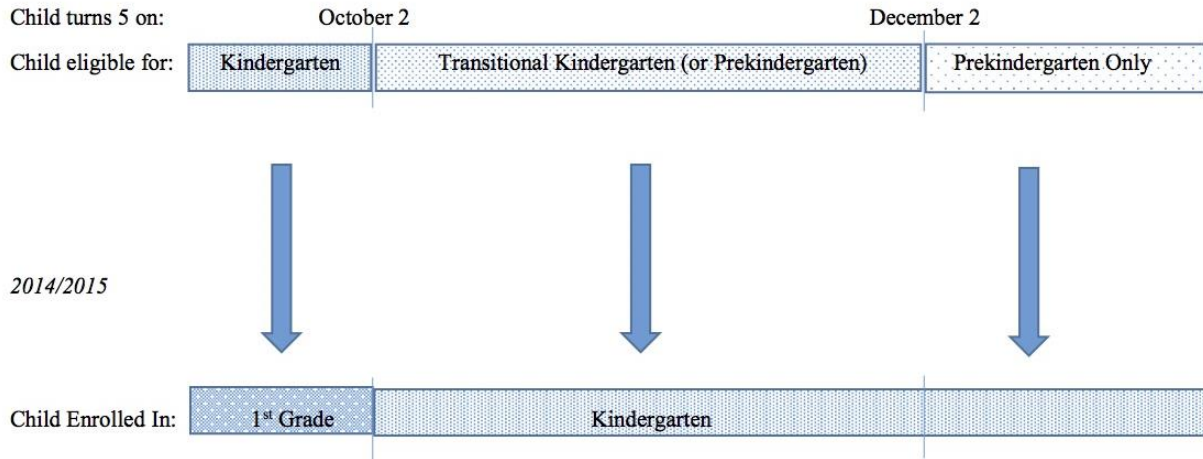 Child turns 5 on: October 2 December 2
Child eligible for: Kindergarten Transitional Kindergarten (or Prekindergarten) Prekindergarten Only
2014/2015
Child Enrolled In: 1st Grade Kindergarten